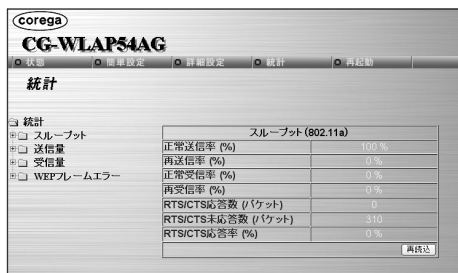 corega
CG-WLAP54AG
状態 簡単設定 詳細設定 統計 再起動
統計
統計
スループット
送信量
受信量
WEPフレームエラー
スループット (802.11a)
正常送信率 (%) 100 %
再送信率 (%) 0 %
正常受信率 (%) 0 %
再受信率 (%) 0 %
RTS/CTS応答数 (パケット) 0
RTS/CTS未応答数 (パケット) 310
RTS/CTS応答率 (%) 0 %
再読込